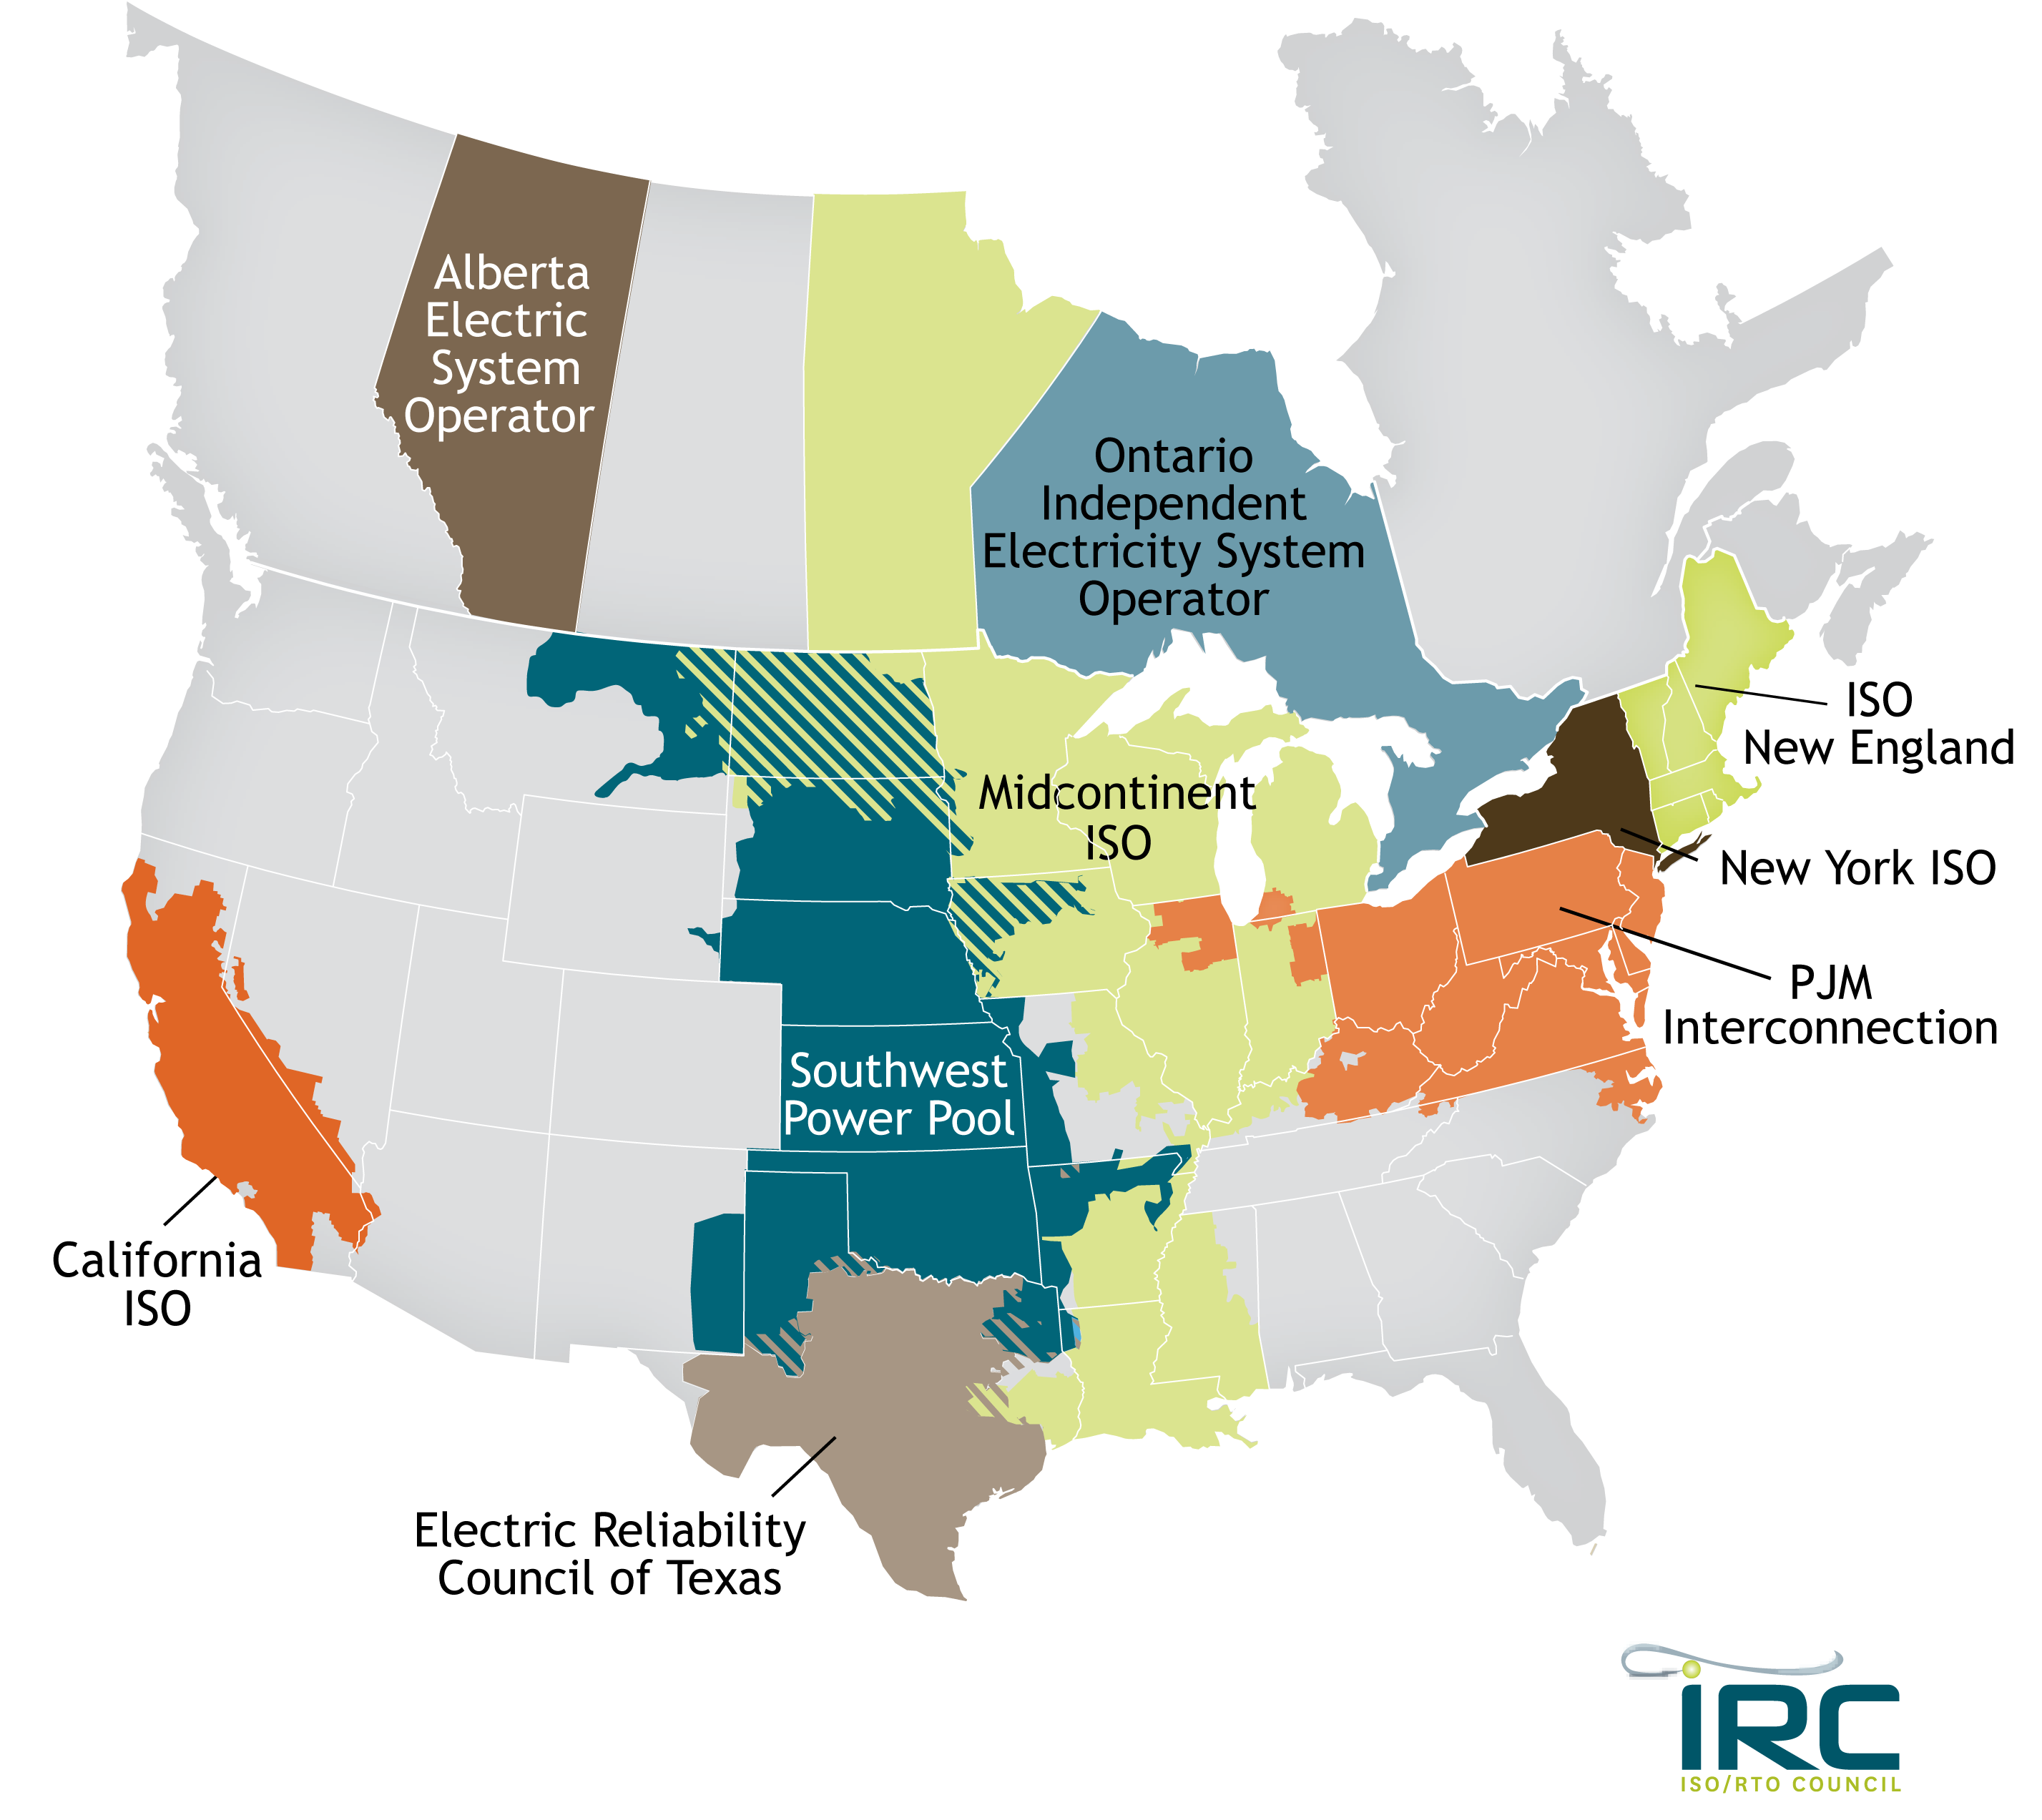 Alberta
Electric
System
Operator
Ontario
Independent
Electricity System
Operator
ISO
New England
Midcontinent
ISO
New York ISO
PJM
Interconnection
Southwest
Power Pool
California
ISO
Electric Reliability
Council of Texas
iRC
ISO/RTO COUNCIL